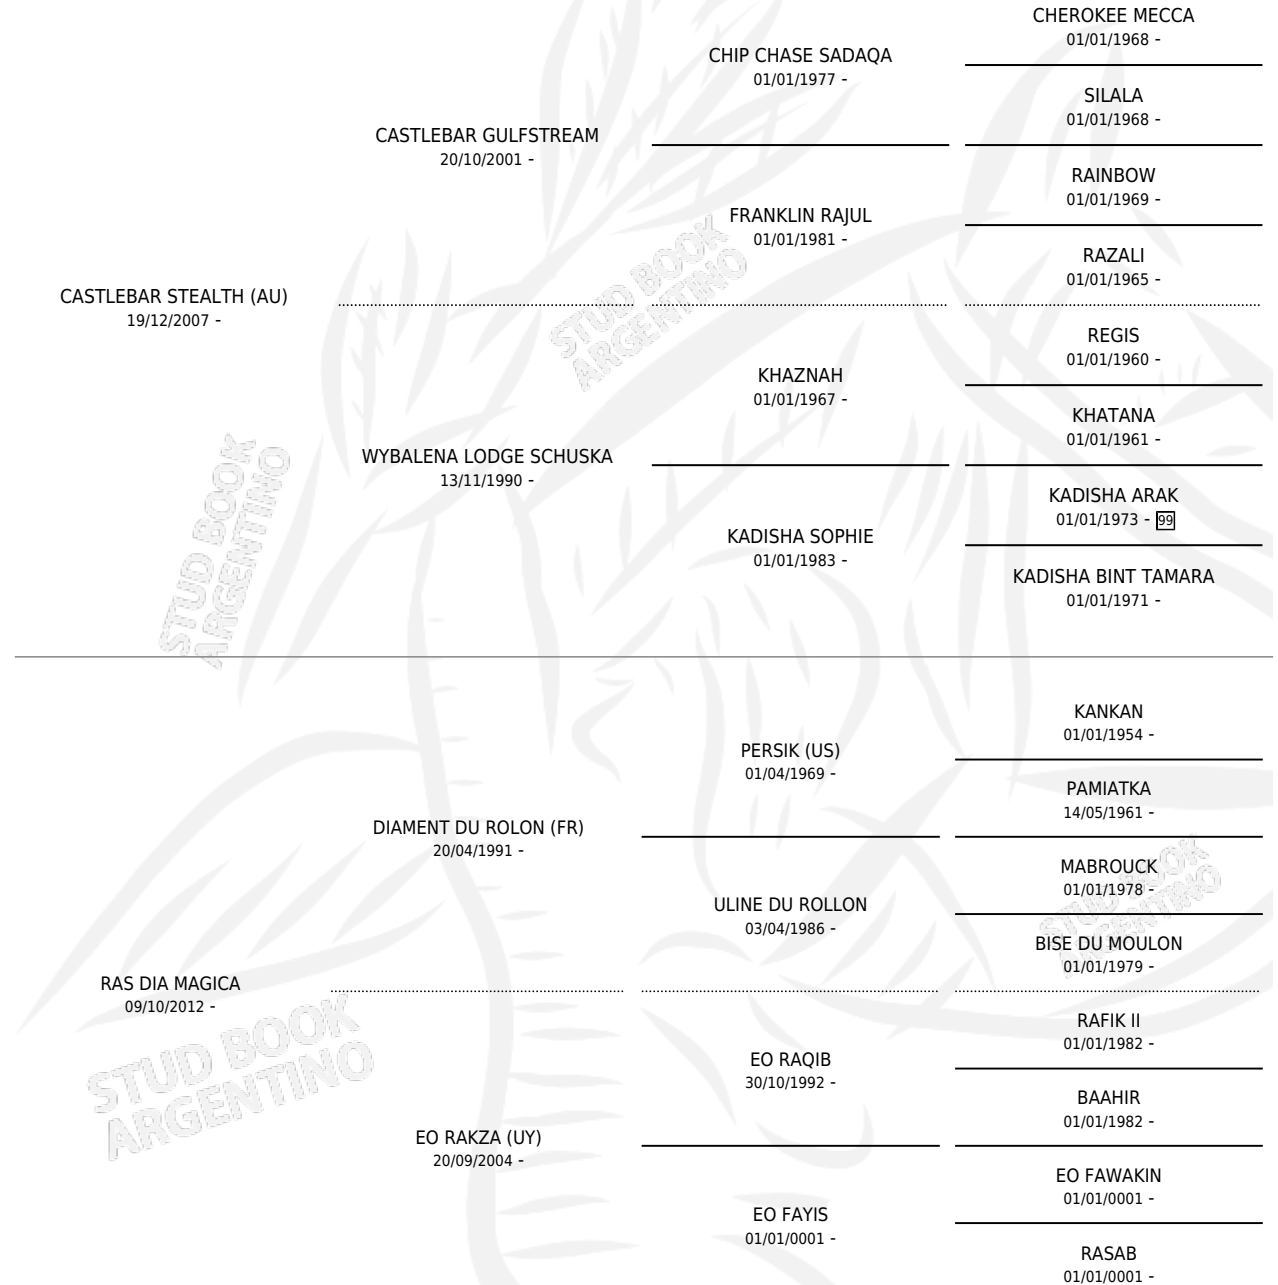 CHEROKEE MECCA
01/01/1968 -
CHIP CHASE SADAQA
01/01/1977 -
SILALA
01/01/1968 -
CASTLEBAR GULFSTREAM
20/10/2001 -
RAINBOW
01/01/1969 -
FRANKLIN RAJUL
01/01/1981 -
RAZALI
01/01/1965 -
CASTLEBAR STEALTH (AU)
19/12/2007 -
STUD BOOK
ARGENTINO
REGIS
01/01/1960 -
KHAZNAH
01/01/1967 -
KHATANA
01/01/1961 -
WYBALENA LODGE SCHUSKA
13/11/1990 -
KADISHA ARAK
01/01/1973 - 99
KADISHA SOPHIE
01/01/1983 -
KADISHA BINT TAMARA
01/01/1971 -
STUD BOOK
ARGENTINO
KANKAN
01/01/1954 -
PERSIK (US)
01/04/1969 -
PAMIATKA
14/05/1961 -
DIAMENT DU ROLON (FR)
20/04/1991 -
MABROUCK
01/01/1978 -
ULINE DU ROLLON
03/04/1986 -
STUD BOOK
ARGENTINO
BISE DU MOULON
01/01/1979 -
RAS DIA MAGICA
09/10/2012 -
RAFIK II
01/01/1982 -
EO RAQIB
30/10/1992 -
STUD BOOK
ARGENTINO
BAAHIR
01/01/1982 -
EO RAKZA (UY)
20/09/2004 -
EO FAWAKIN
01/01/0001 -
EO FAYIS
01/01/0001 -
RASAB
01/01/0001 -